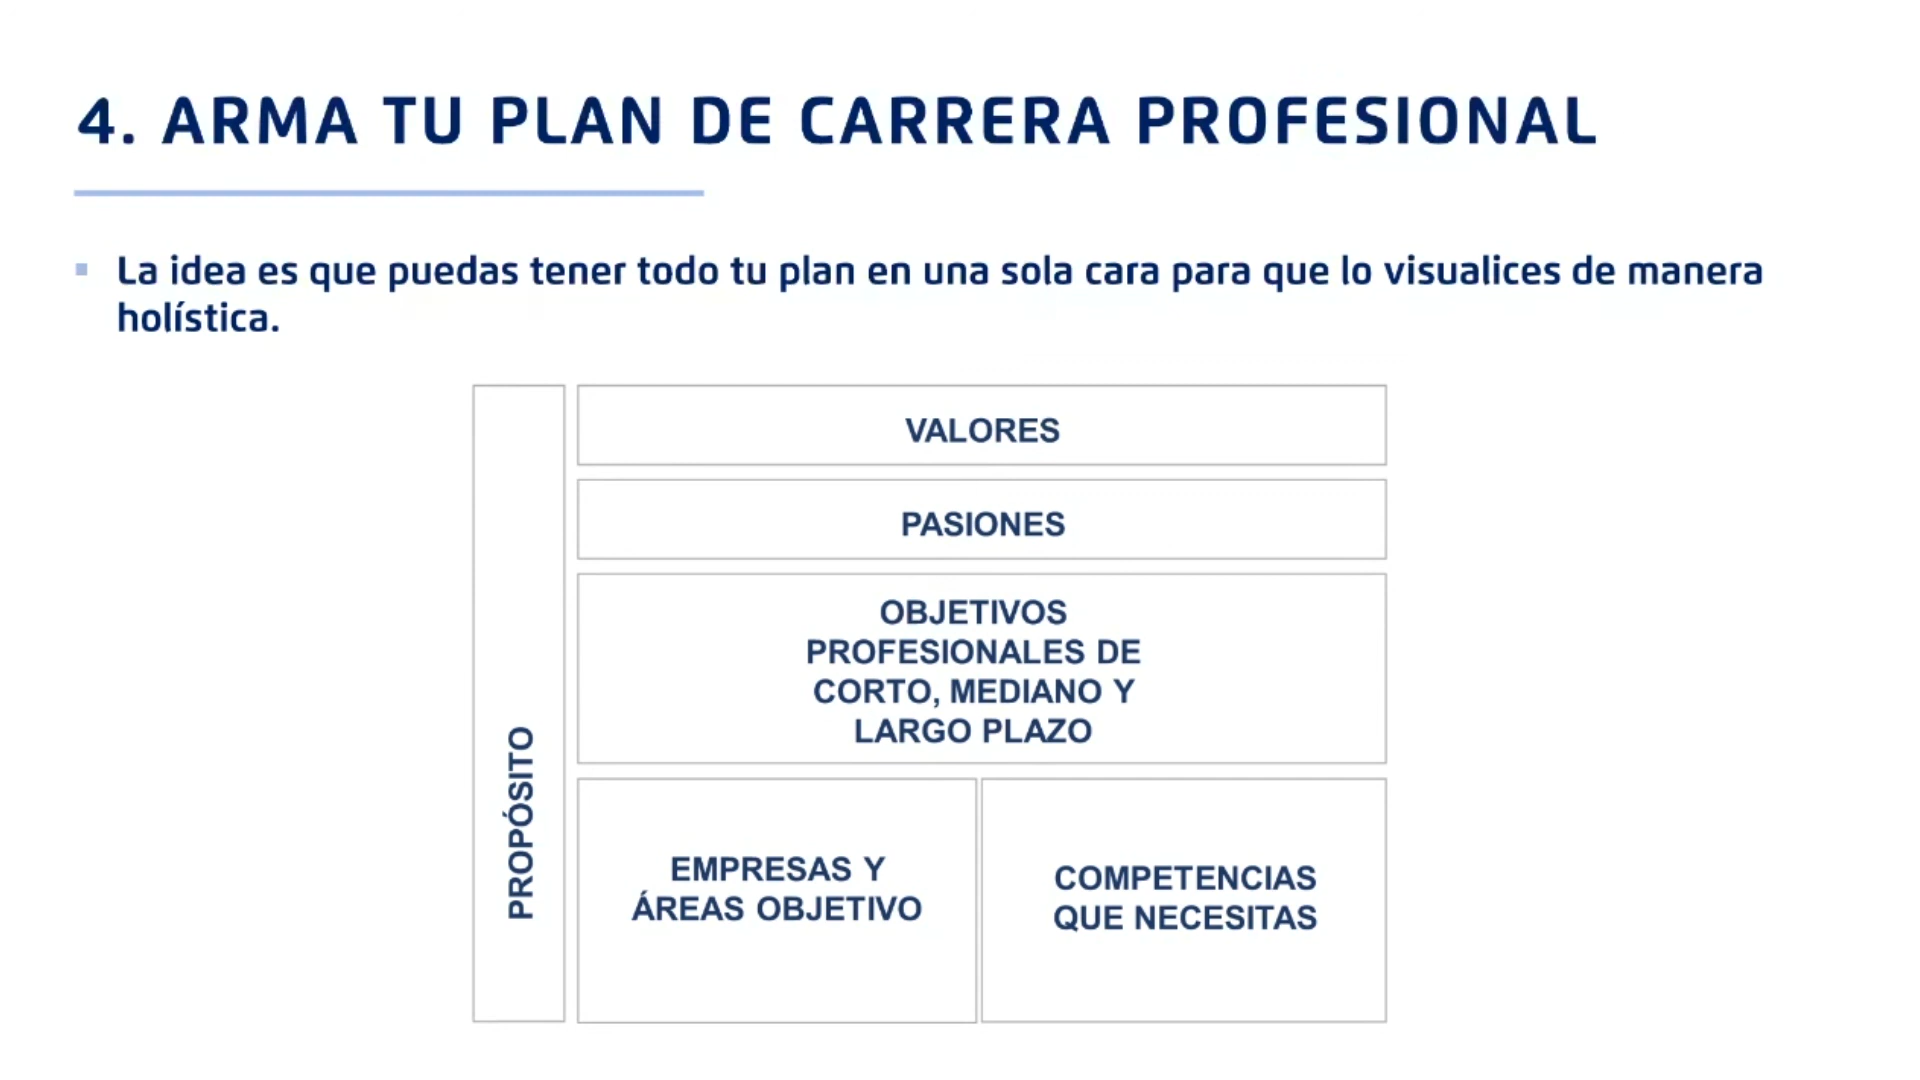 4. ARMA TU PLAN DE CARRERA PROFESIONAL
La idea es que puedas tener todo tu plan en una sola cara para que lo visualices de manera
holística.
PROPÓSITO
VALORES
PASIONES
OBJETIVOS
PROFESIONALES DE
CORTO, MEDIANO Y
LARGO PLAZO
EMPRESAS Y
ÁREAS OBJETIVO
COMPETENCIAS
QUE NECESITAS